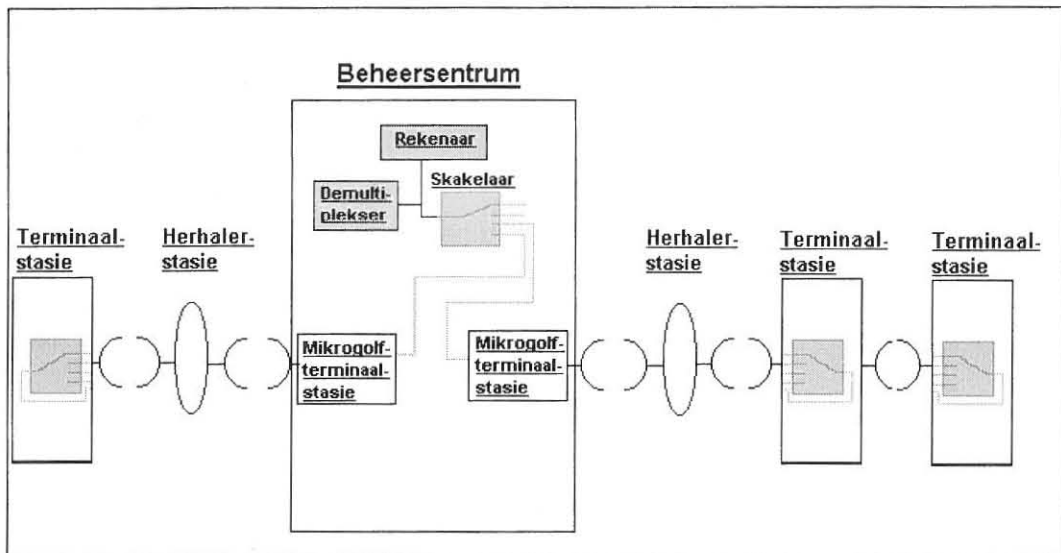 Beheersentrum
Rekenaar
Skakelaar
Demulti-
plekser
Terminaal-
stasie
Herhaler-
stasie
Herhaler-
stasie
Terminaal-
stasie
Terminaal-
stasie
Mikrogolf-
terminaal-
stasie
Mikrogolf-
terminaal-
stasie